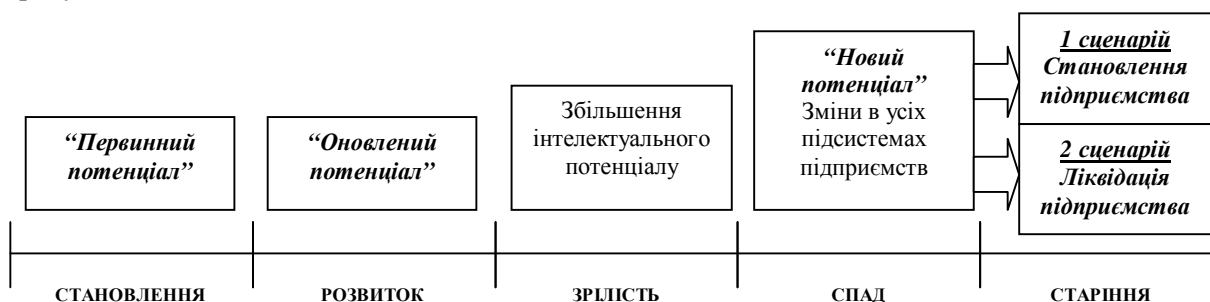 “Первинний
потенціал”
“Оновлений
потенціал”
Збільшення
інтелектуального
потенціалу
“Новий
потенціал”
Зміни в усіх
підсистемах
підприємств
1 сценарій
Становлення
підприємства
2 сценарій
Ліквідація
підприємства
СТАНОВЛЕННЯ
РОЗВИТОК
ЗРІЛІСТЬ
СПАД
СТАРІННЯ